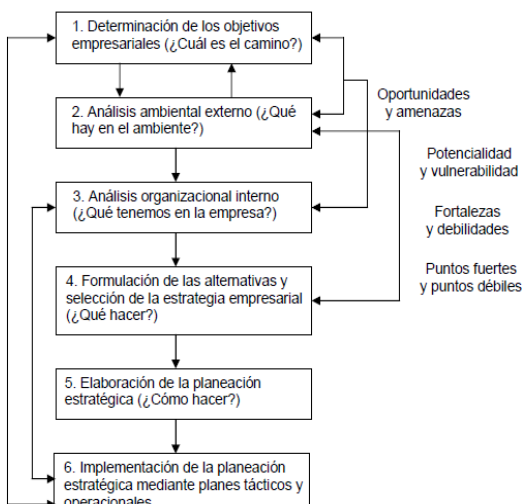 1. Determinación de los objetivos
empresariales (¿Cuál es el camino?)
2. Análisis ambiental externo (¿Qué
hay en el ambiente?)
3. Análisis organizacional interno
(¿Qué tenemos en la empresa?)
4. Formulación de las alternativas y
selección de la estrategia empresarial
(¿Qué hacer?)
5. Elaboración de la planeación
estratégica (¿Cómo hacer?)
6. Implementación de la planeación
estratégica mediante planes tácticos y
operacionales
Oportunidades
y amenazas
Potencialidad
y vulnerabilidad
Fortalezas
y debilidades
Puntos fuertes
y puntos débiles